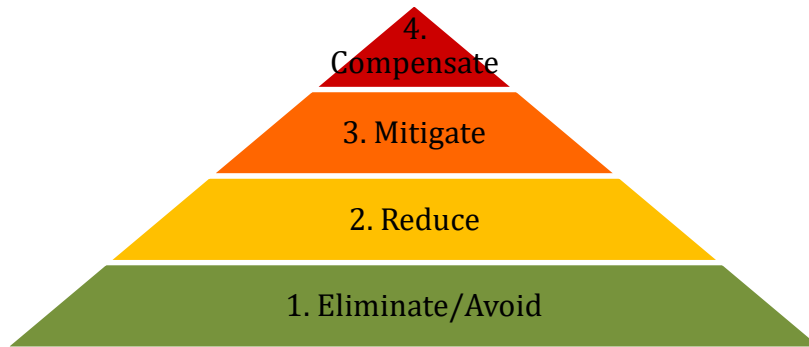 4.
Compensate
3. Mitigate
2. Reduce
1. Eliminate/Avoid